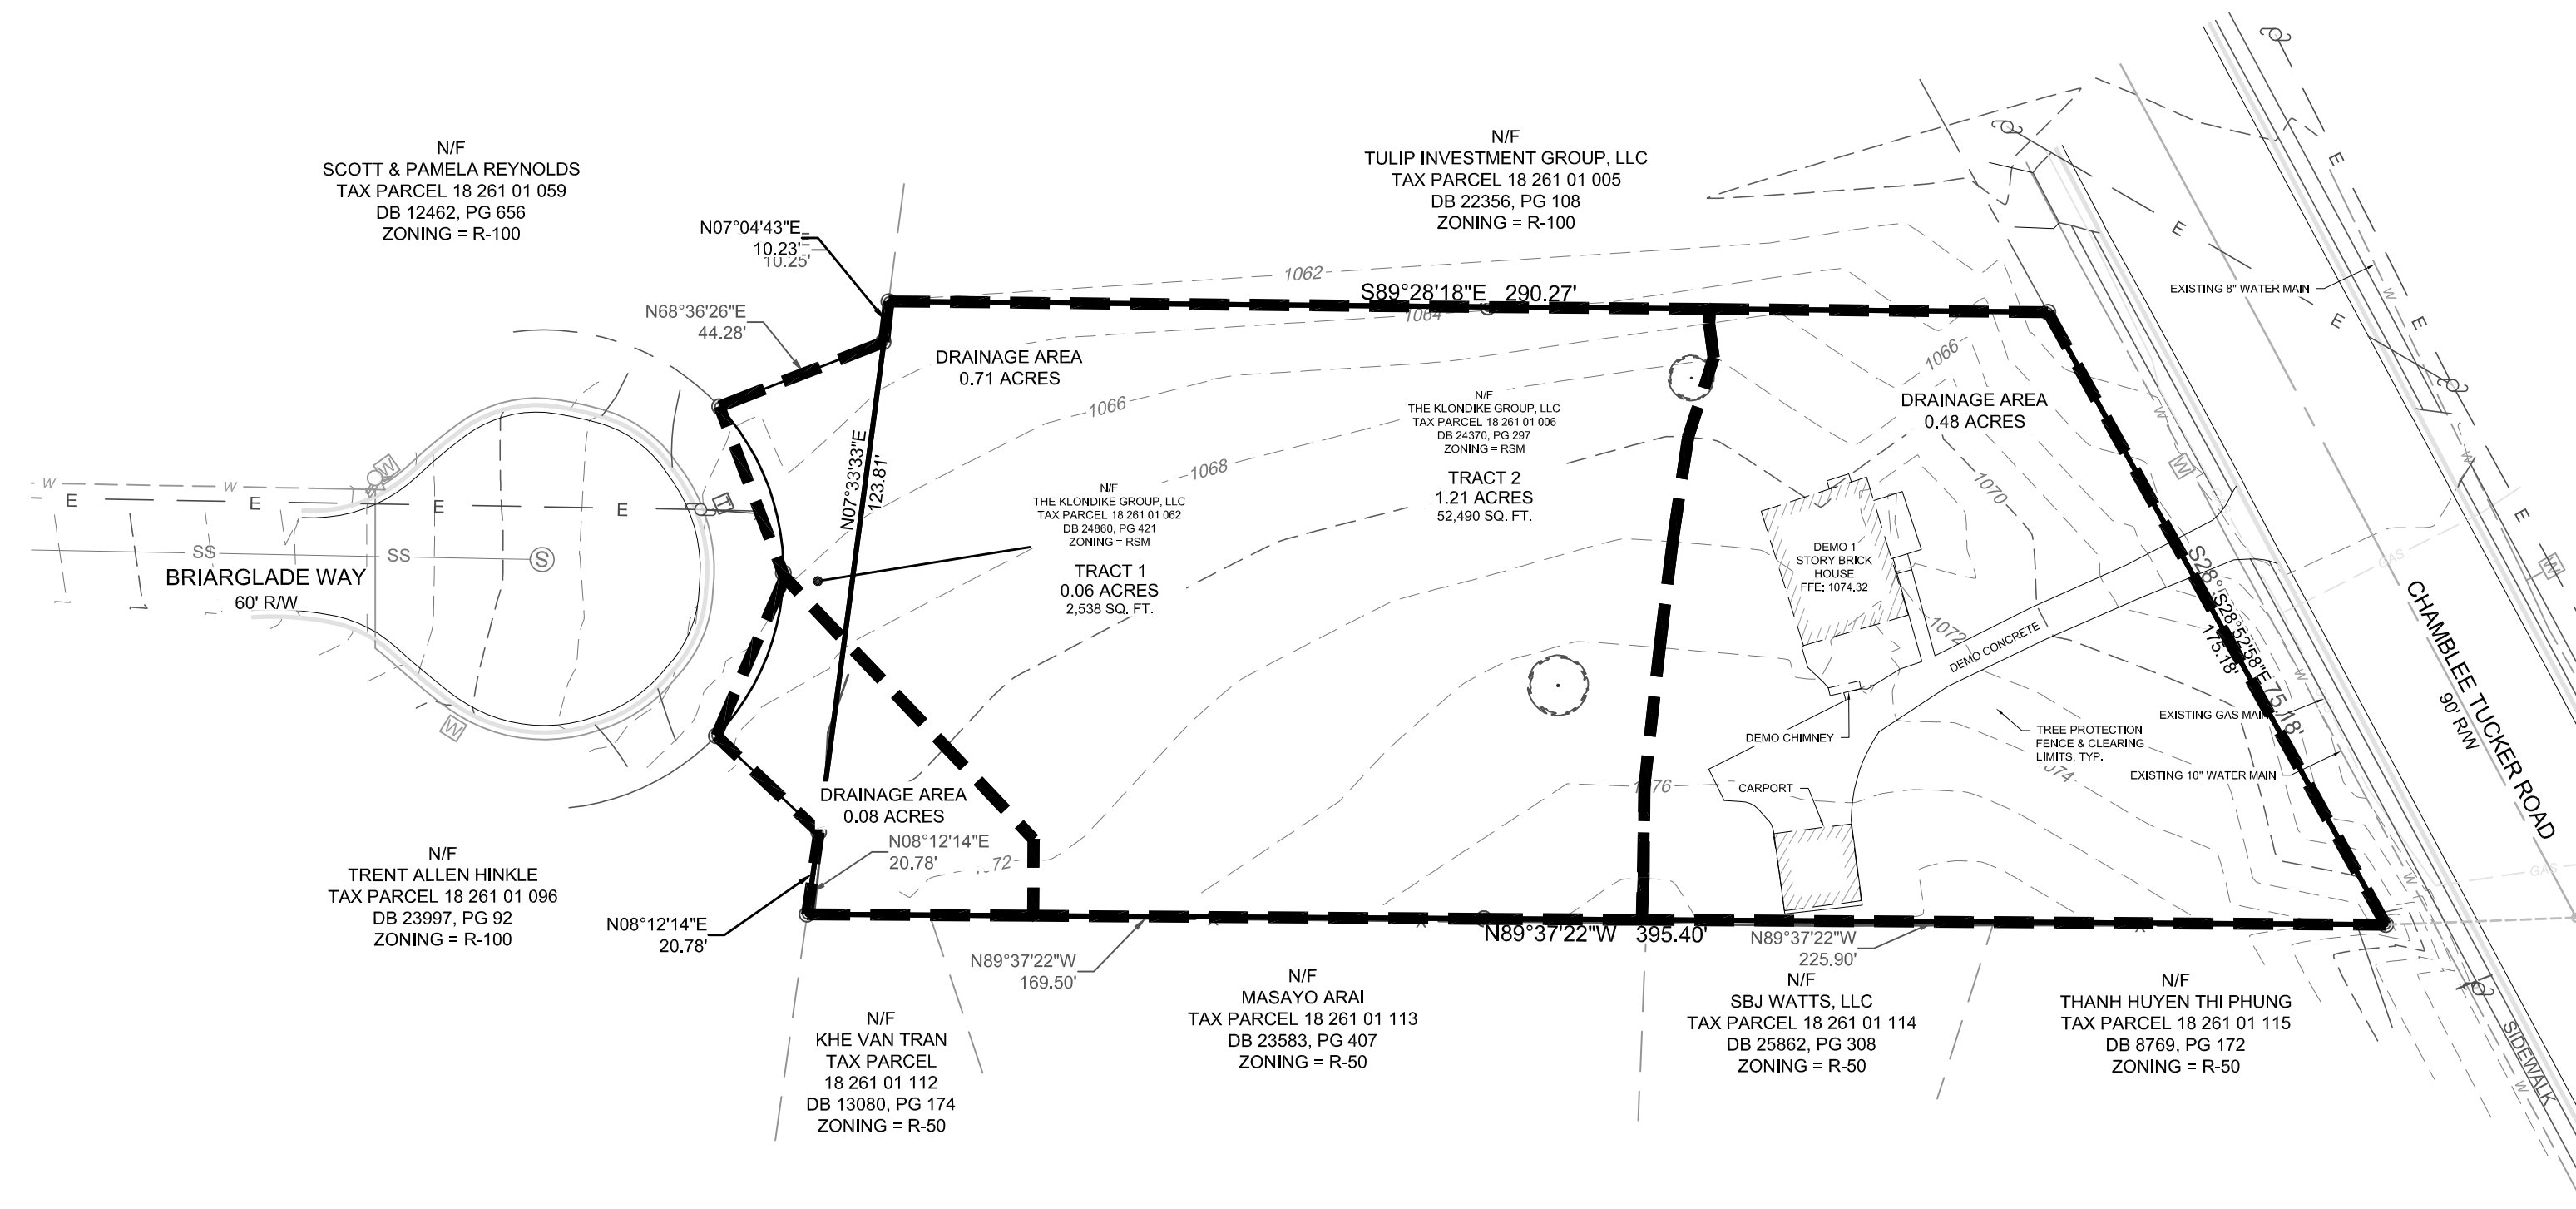 N/F
SCOTT & PAMELA REYNOLDS
TAX PARCEL 18 261 01 059
DB 12462, PG 656
ZONING = R-100
N/F
TULIP INVESTMENT GROUP, LLC
TAX PARCEL 18 261 01 005
DB 22356, PG 108
ZONING = R-100
N07°04'43"E
10.23'
10.25'
N68°36'26"E
44.28'
1062
S89°28'18"E 290.27'
1064
EXISTING 8" WATER MAIN
DRAINAGE AREA
0.71 ACRES
1066
1066
DRAINAGE AREA
0.48 ACRES
N/F
THE KLONDIKE GROUP, LLC
TAX PARCEL 18 261 01 006
DB 24370, PG 297
ZONING = RSM
TRACT 2
1.21 ACRES
52,490 SQ. FT.
1068
1070
N07°33'33"E
123.81'
N/F
THE KLONDIKE GROUP, LLC
TAX PARCEL 18 261 01 062
DB 24860, PG 421
ZONING = RSM
TRACT 1
0.06 ACRES
2,538 SQ. FT.
W
W
E
E
E
E
SS
SS
S
W
W
BRIARGLADE WAY
60' R/W
DEMO 1
STORY BRICK
HOUSE
FFE: 1074.32
1072
DEMO CONCRETE
S28°52'58"E
175.18'
75.18'
E
E
E
E
E
W
W
W
W
W
W
GAS
CHAMBLEE TUCKER ROAD
90' R/W
EXISTING GAS MAIN
TREE PROTECTION
FENCE & CLEARING
LIMITS, TYP.
DEMO CHIMNEY
EXISTING 10" WATER MAIN
CARPORT
DRAINAGE AREA
0.08 ACRES
N08°12'14"E
20.78'
GAS
N/F
TRENT ALLEN HINKLE
TAX PARCEL 18 261 01 096
DB 23997, PG 92
ZONING = R-100
N08°12'14"E
20.78'
N89°37'22"W
169.50'
N89°37'22"W 395.40'
N89°37'22"W
225.90'
N/F
KHE VAN TRAN
TAX PARCEL
18 261 01 112
DB 13080, PG 174
ZONING = R-50
N/F
MASAYO ARAI
TAX PARCEL 18 261 01 113
DB 23583, PG 407
ZONING = R-50
N/F
SBJ WATTS, LLC
TAX PARCEL 18 261 01 114
DB 25862, PG 308
ZONING = R-50
N/F
THANH HUYEN THI PHUNG
TAX PARCEL 18 261 01 115
DB 8769, PG 172
ZONING = R-50
SIDEWALK
W